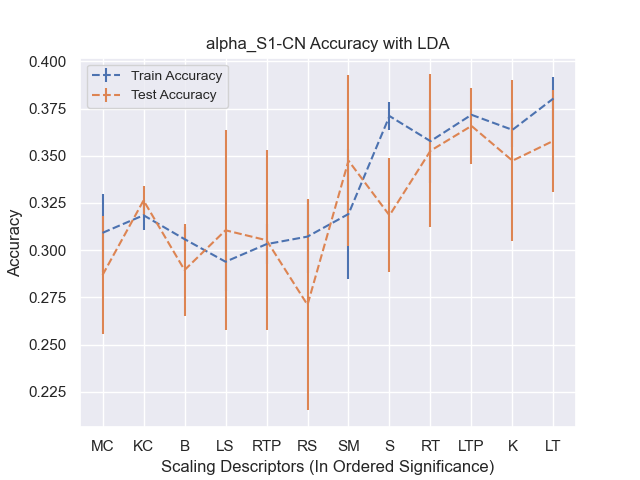 alpha_S1-CN Accuracy with LDA
Train Accuracy
Test Accuracy
0.400
0.375
0.350
0.325
0.300
0.275
0.250
0.225
Accuracy
MC KC B LS RTP RS SM S RT LTP K LT
Scaling Descriptors (In Ordered Significance)